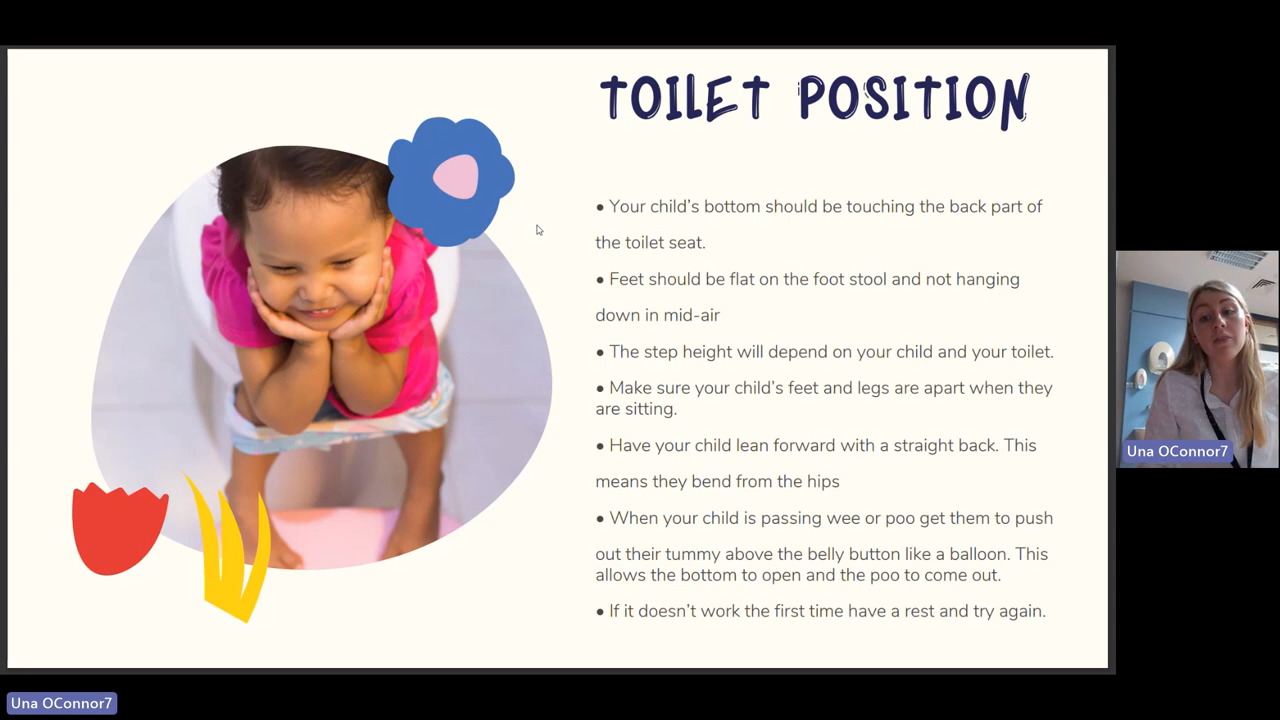 TOILET POSITION
• Your child's bottom should be touching the back part of
the toilet seat.
• Feet should be flat on the foot stool and not hanging
down in mid-air
• The step height will depend on your child and your toilet.
• Make sure your child's feet and legs are apart when they
are sitting.
• Have your child lean forward with a straight back. This
means they bend from the hips
• When your child is passing wee or poo get them to push
out their tummy above the belly button like a balloon. This
allows the bottom to open and the poo to come out.
• If it doesn't work the first time have a rest and try again.
Una OConnor7
Una OConnor7